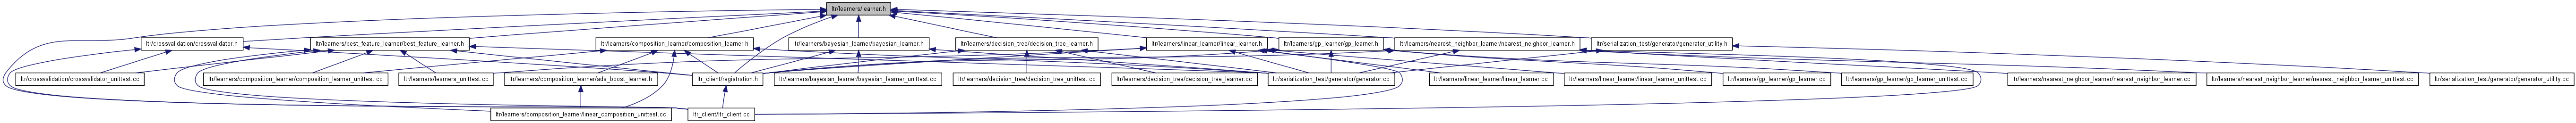 ltr/learners/learner.h
ltr/crossvalidation/crossvalidator.h
ltr/learners/best_feature_learner/best_feature_learner.h
ltr/learners/composition_learner/composition_learner.h
ltr/learners/bayesian_learner/bayesian_learner.h
ltr/learners/decision_tree/decision_tree_learner.h
ltr/learners/linear_learner/linear_learner.h
ltr/learners/gp_learner/gp_learner.h
ltr/learners/nearest_neighbor_learner/nearest_neighbor_learner.h
ltr/serialization_test/generator/generator_utility.h
ltr/crossvalidation/crossvalidator_unittest.cc
ltr/learners/composition_learner/composition_learner_unittest.cc
ltr/learners/learners_unittest.cc
ltr/learners/composition_learner/ada_boost_learner.h
ltr_client/registration.h
ltr/learners/bayesian_learner/bayesian_learner_unittest.cc
ltr/learners/decision_tree/decision_tree_unittest.cc
ltr/learners/decision_tree/decision_tree_learner.cc
ltr/serialization_test/generator/generator.cc
ltr/learners/linear_learner/linear_learner.cc
ltr/learners/linear_learner/linear_learner_unittest.cc
ltr/learners/gp_learner/gp_learner.cc
ltr/learners/gp_learner/gp_learner_unittest.cc
ltr/learners/nearest_neighbor_learner/nearest_neighbor_learner.cc
ltr/learners/nearest_neighbor_learner/nearest_neighbor_learner_unittest.cc
ltr/serialization_test/generator/generator_utility.cc
ltr/learners/composition_learner/linear_composition_unittest.cc
ltr_client/ltr_client.cc